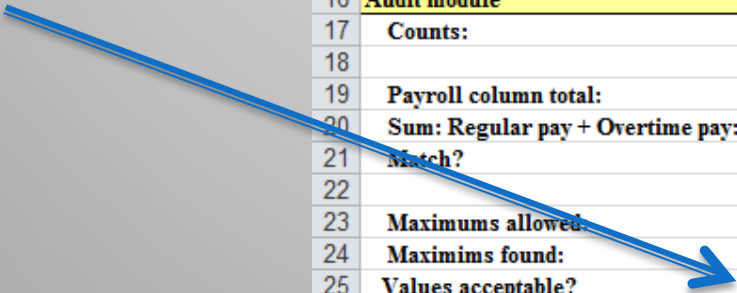 16 Audit module
17 Counts:
18
19 Payroll column total:
20 Sum: Regular pay + Overtime pay:
21 Match?
22
23 Maximums allowed:
24 Maximims found:
25 Values acceptable?